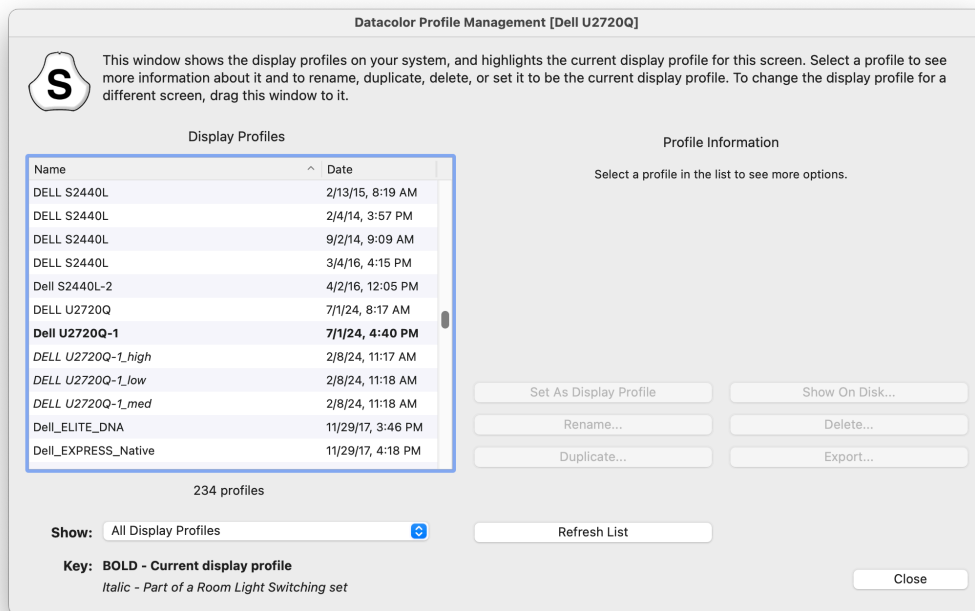 Datacolor Profile Management [Dell U2720Q]
S
This window shows the display profiles on your system, and highlights the current display profile for this screen. Select a profile to see
more information about it and to rename, duplicate, delete, or set it to be the current display profile. To change the display profile for a
different screen, drag this window to it.
Display Profiles
Name Date
DELL S2440L 2/13/15, 8:19 AM
DELL S2440L 2/4/14, 3:57 PM
DELL S2440L 9/2/14, 9:09 AM
DELL S2440L 3/4/16, 4:15 PM
Dell S2440L-2 4/2/16, 12:05 PM
DELL U2720Q 7/1/24, 8:17 AM
Dell U2720Q-1 7/1/24, 4:40 PM
DELL U2720Q-1_high 2/8/24, 11:17 AM
DELL U2720Q-1_low 2/8/24, 11:18 AM
DELL U2720Q-1_med 2/8/24, 11:18 AM
Dell_ELITE_DNA 11/29/17, 3:46 PM
Dell_EXPRESS_Native 11/29/17, 4:18 PM
234 profiles
Show: All Display Profiles
Key: BOLD - Current display profile
Italic - Part of a Room Light Switching set
Profile Information
Select a profile in the list to see more options.
Set As Display Profile Show On Disk...
Rename... Delete...
Duplicate... Export...
Refresh List
Close